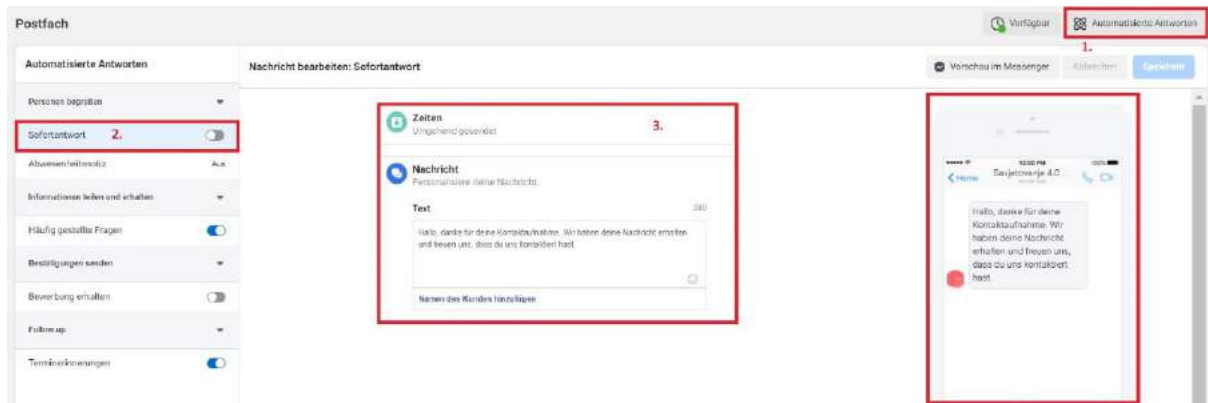 Postfach
Verfügbar
Automatisierte Antworten
1.
Automatisierte Antworten
Nachricht bearbeiten: Sofortantwort
Vorschau im Messenger
Abbrechen
Speichern
Personen begrüßen
Sofortantwort
2.
Abwesenheitsnotiz
Aus
Informationen teilen und erhalten
Häufig gestellte Fragen
Bestätigungen senden
Bewerbung erhalten
Follow up
Terminerinnerungen
Zeiten
3.
Umgehend gesendet
Nachricht
Personalisiere deine Nachricht.
Text
Hallo, danke für deine Kontaktaufnahme. Wir haben deine Nachricht erhalten
und freuen uns, dass du uns kontaktiert hast.
Namen des Kunden hinzufügen
12:00 PM
100%
Home
Savjetovanje 4.0
Hallo, danke für deine
Kontaktaufnahme. Wir
haben deine Nachricht
erhalten und freuen uns,
dass du uns kontaktiert
hast.